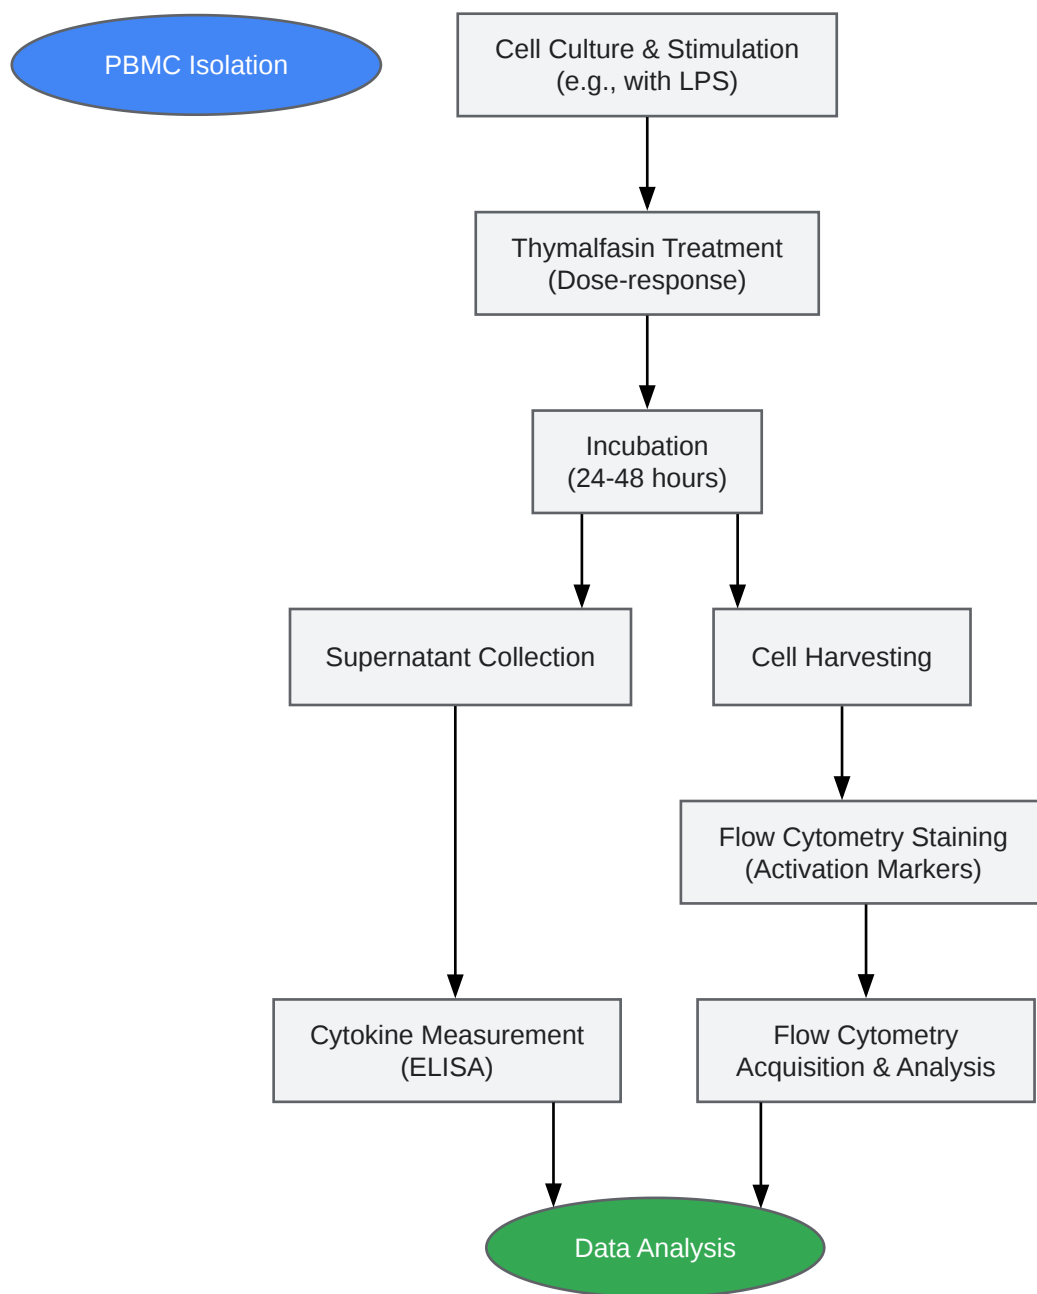 PBMC Isolation
Cell Culture & Stimulation
(e.g., with LPS)
Thymalfasin Treatment
(Dose-response)
Incubation
(24-48 hours)
Supernatant Collection
Cell Harvesting
Flow Cytometry Staining
(Activation Markers)
Cytokine Measurement
(ELISA)
Flow Cytometry
Acquisition & Analysis
Data Analysis